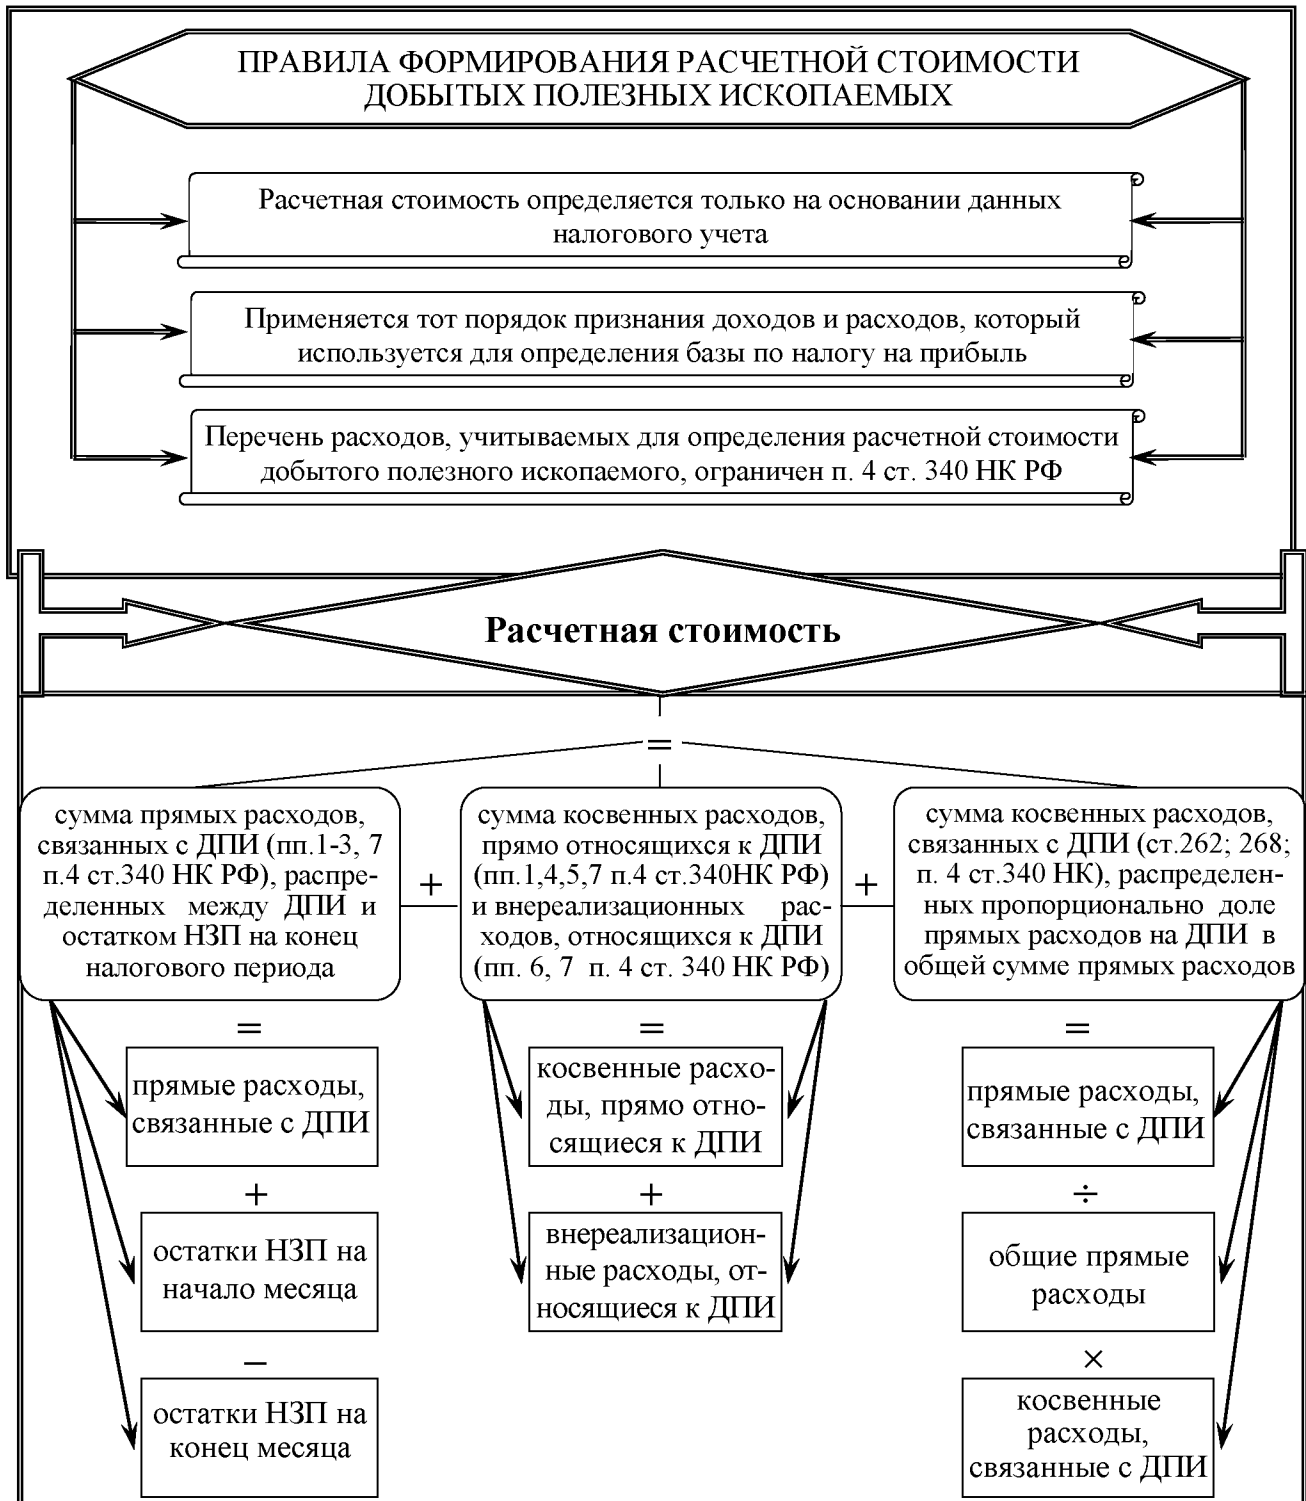 ПРАВИЛА ФОРМИРОВАНИЯ РАСЧЕТНОЙ СТОИМОСТИ
ДОБЫТЫХ ПОЛЕЗНЫХ ИСКОПАЕМЫХ
Расчетная стоимость определяется только на основании данных
налогового учета
Применяется тот порядок признания доходов и расходов, который
используется для определения базы по налогу на прибыль
Перечень расходов, учитываемых для определения расчетной стоимости
добытого полезного ископаемого, ограничен п. 4 ст. 340 НК РФ
Расчетная стоимость
=
сумма прямых расходов,
связанных с ДПИ (пп.1-3, 7
п.4 ст.340 НК РФ), распре-
деленных между ДПИ и
остатком НЗП на конец
налогового периода
+
сумма косвенных расходов,
прямо относящихся к ДПИ
(пп.1,4,5,7 п.4 ст.340НК РФ)
и внереализационных рас-
ходов, относящихся к ДПИ
(пп. 6, 7 п. 4 ст. 340 НК РФ)
+
сумма косвенных расходов,
связанных с ДПИ (ст.262; 268;
п. 4 ст.340 НК), распределен-
ных пропорционально доле
прямых расходов на ДПИ в
общей сумме прямых расходов
=
прямые расходы,
связанные с ДПИ
+
остатки НЗП на
начало месяца
–
остатки НЗП на
конец месяца
=
косвенные расхо-
ды, прямо отно-
сящиеся к ДПИ
+
внереализацион-
ные расходы, от-
носящиеся к ДПИ
=
прямые расходы,
связанные с ДПИ
÷
общие прямые
расходы
×
косвенные
расходы,
связанные с ДПИ